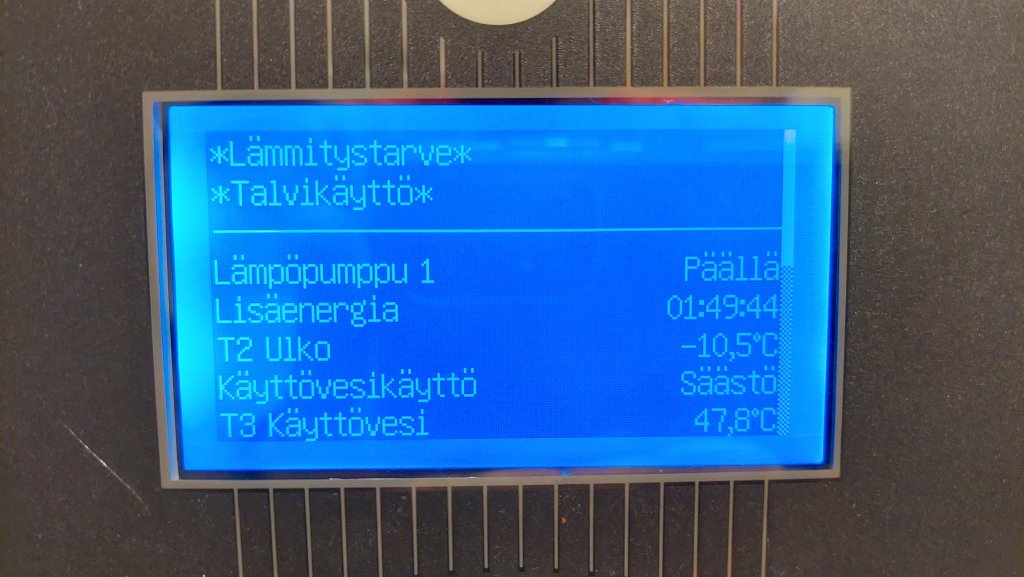 *Lämmitystarve*
*Talvikäyttö*
Lämpöpumppu 1 Päällä
Lisäenergia 01:49:44
T2 Ulko -10,5°C
Käyttövesikäyttö Säästö
T3 Käyttövesi 47,8°C